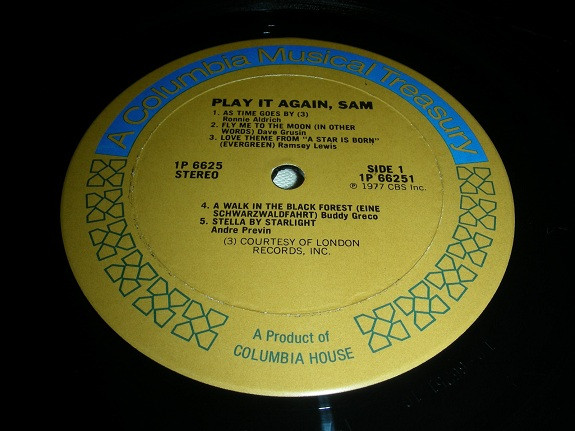 A Columbia Musical Treasury
PLAY IT AGAIN, SAM
1. AS TIME GOES BY (3)
Ronnie Aldrich
2. FLY ME TO THE MOON (IN OTHER
WORDS) Dave Grusin
3. LOVE THEME FROM "A STAR IS BORN"
(EVERGREEN) Ramsey Lewis
1P 6625
STEREO
SIDE 1
1P 66251
℗ 1977 CBS Inc.
4. A WALK IN THE BLACK FOREST (EINE
SCHWARZWALDFAHRT) Buddy Greco
5. STELLA BY STARLIGHT
Andre Previn
(3) COURTESY OF LONDON
RECORDS, INC.
A Product of
COLUMBIA HOUSE